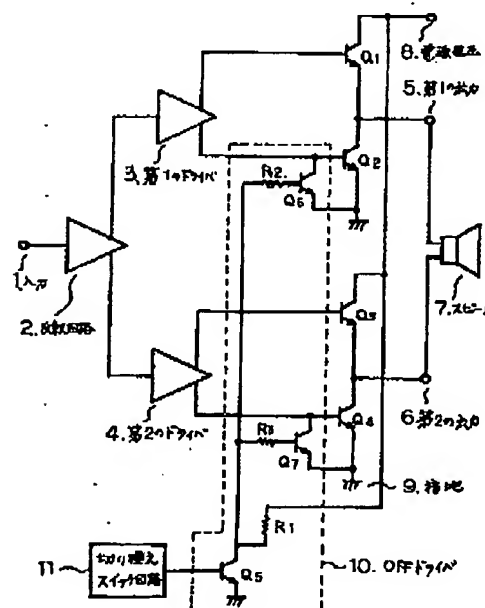 Q1
8. 電源電圧
5. 第1の出力
3. 第1のドライバ
R2
Q2
Q6
1. 入力
2. 反転回路
7. スピーカ
Q3
4. 第2のドライバ
Q4
6. 第2の出力
R3
Q7
9. 接地
R1
10. OFFドライバ
11
切り換え
スイッチ回路
Q5